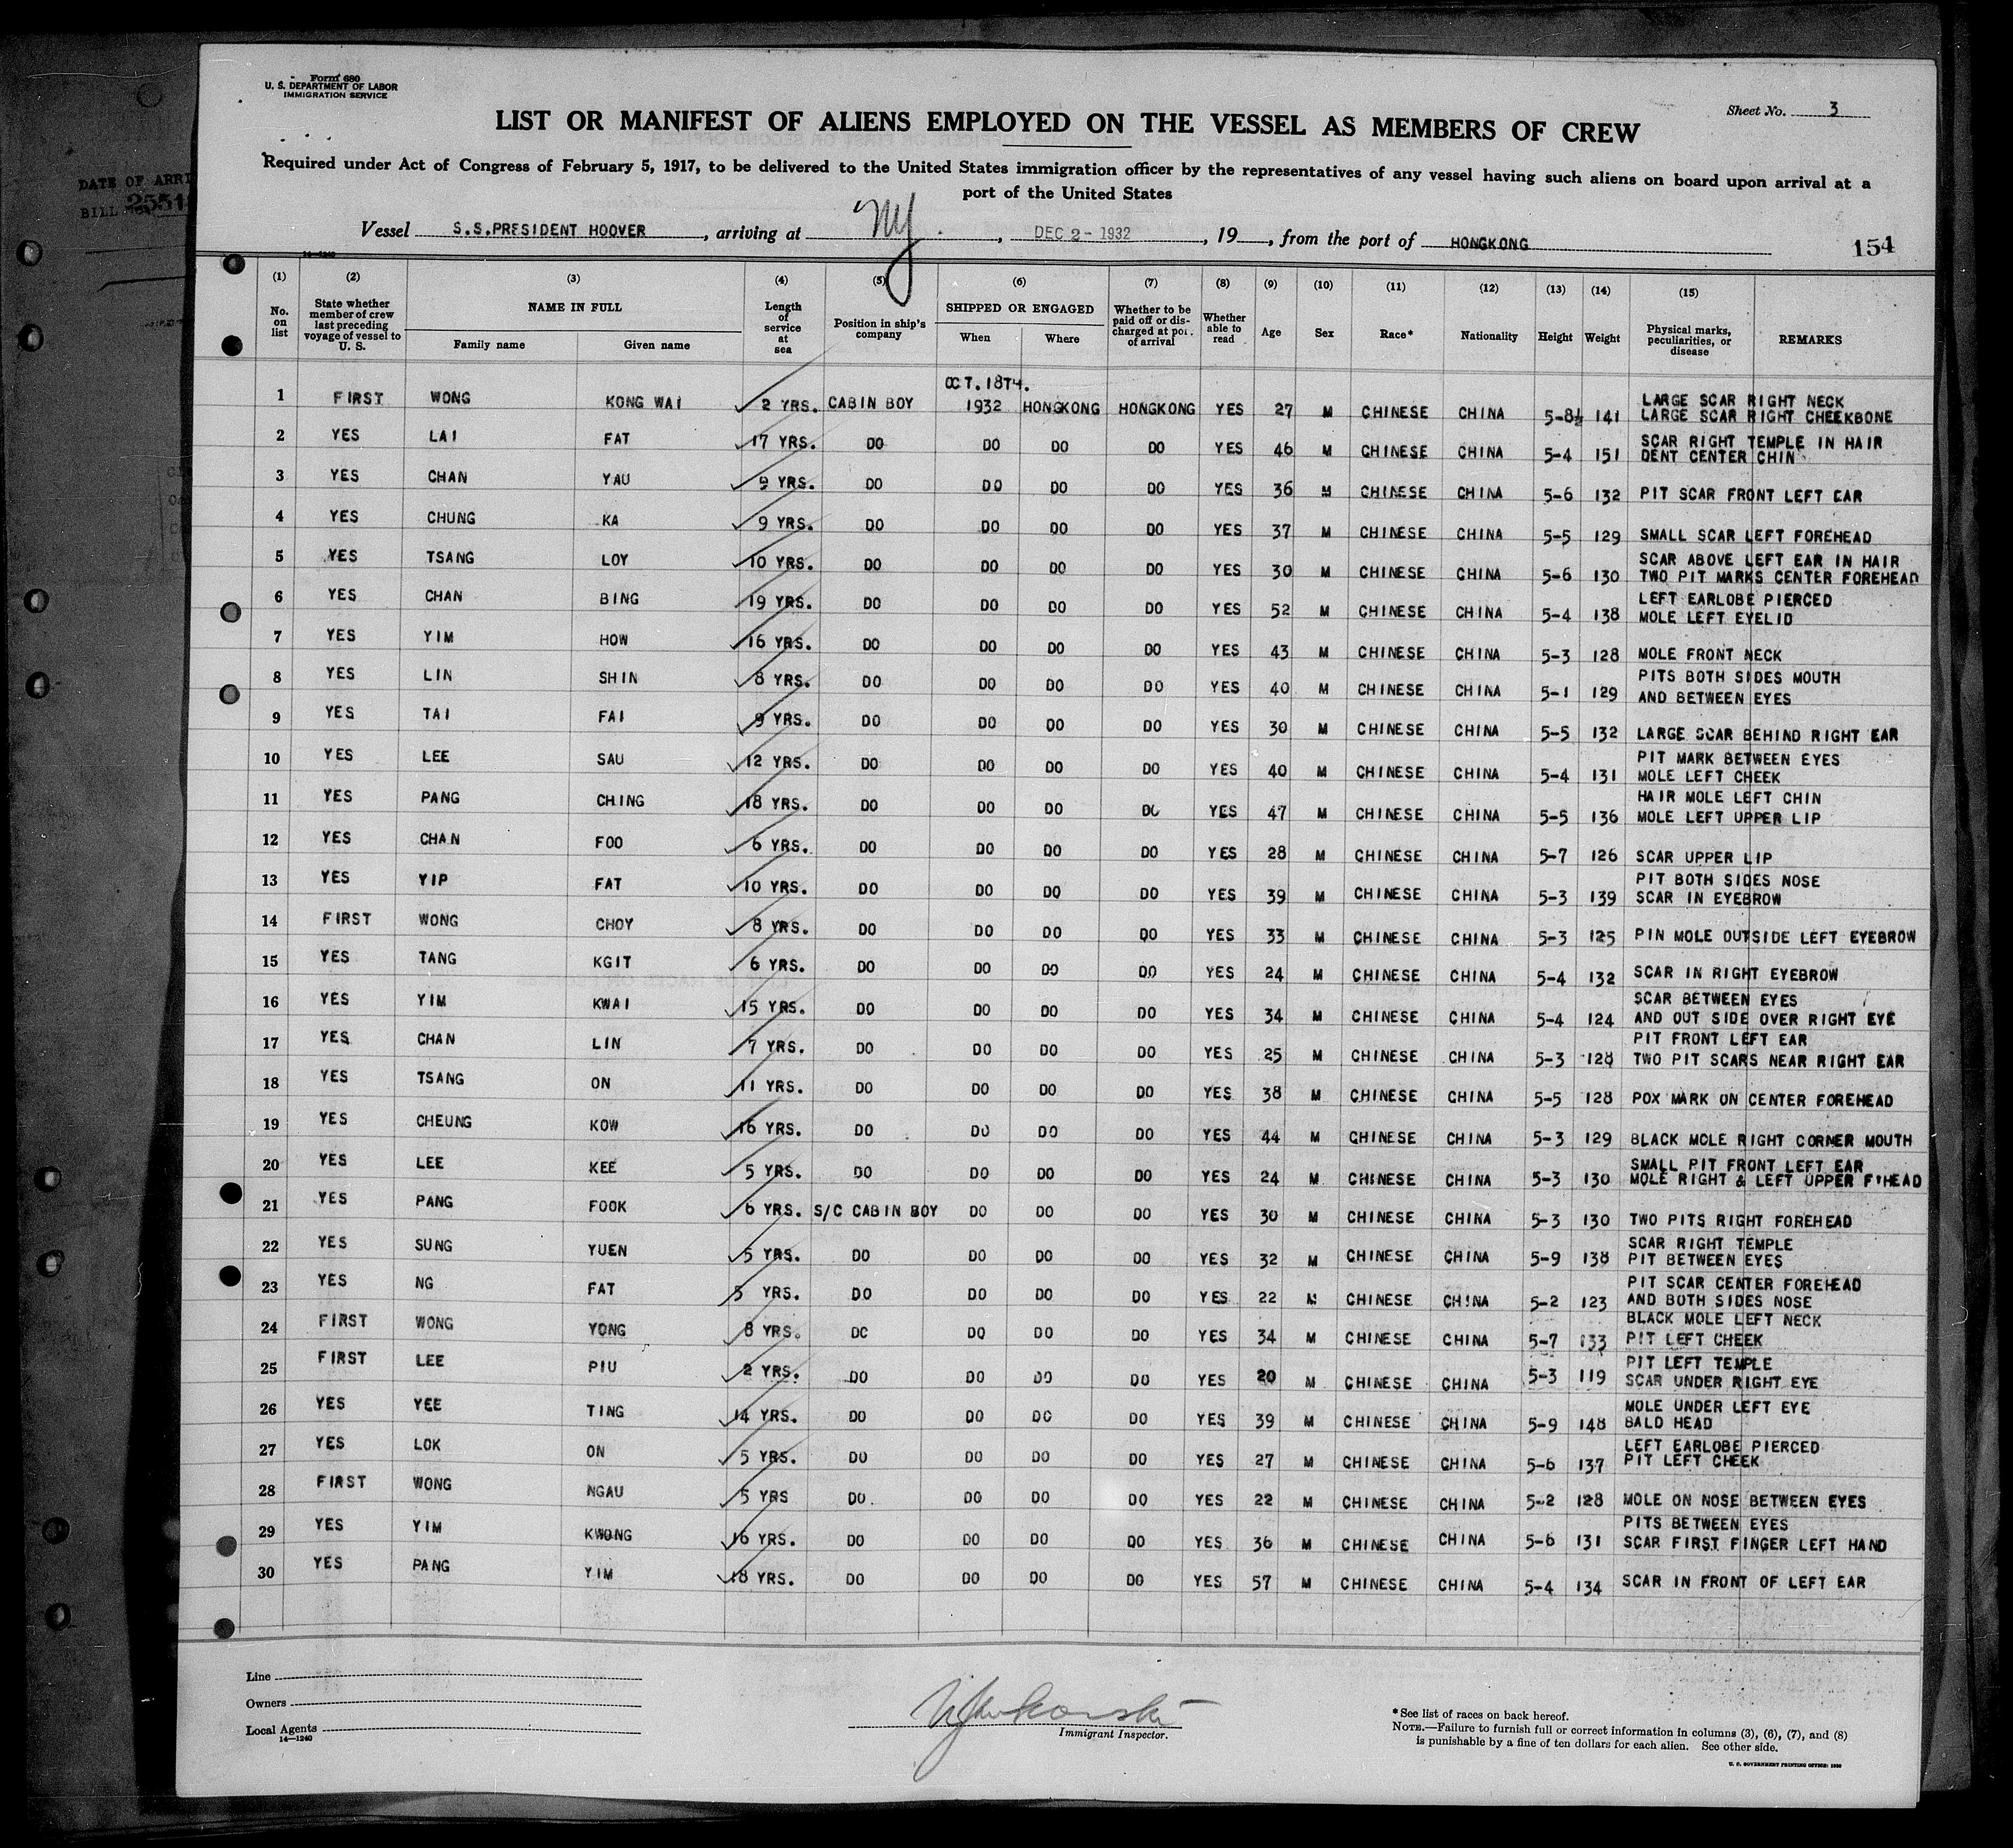 Form 680
U. S. DEPARTMENT OF LABOR
IMMIGRATION SERVICE
Sheet No. 3
LIST OR MANIFEST OF ALIENS EMPLOYED ON THE VESSEL AS MEMBERS OF CREW
Required under Act of Congress of February 5, 1917, to be delivered to the United States immigration officer by the representatives of any vessel having such aliens on board upon arrival at a
port of the United States
DATE OF ARRI
BILL
Vessel S.S.PRESIDENT HOOVER, arriving at NY., DEC 2-1932, 19, from the port of HONGKONG
154
14-1240
(1) (2) (3) (4) (5) (6) (7) (8) (9) (10) (11) (12) (13) (14) (15)
No. on list State whether member of crew last preceding voyage of vessel to U. S. NAME IN FULL Family name Given name Length of service at sea Position in ship's company SHIPPED OR ENGAGED When Where Whether to be paid off or discharged at port of arrival Whether able to read Age Sex Race* Nationality Height Weight Physical marks, peculiarities, or disease REMARKS
1 FIRST WONG KONG WAI 2 YRS. CABIN BOY OCT.18TH. 1932 HONGKONG HONGKONG YES 27 M CHINESE CHINA 5-8½ 141 LARGE SCAR RIGHT NECK
LARGE SCAR RIGHT CHEEKBONE
2 YES LAI FAT 17 YRS. DO DO DO DO YES 46 M CHINESE CHINA 5-4 151 SCAR RIGHT TEMPLE IN HAIR
DENT CENTER CHIN
3 YES CHAN YAU 9 YRS. DO DO DO DO YES 36 M CHINESE CHINA 5-6 132 PIT SCAR FRONT LEFT EAR
4 YES CHUNG KA 9 YRS. DO DO DO DO YES 37 M CHINESE CHINA 5-5 129 SMALL SCAR LEFT FOREHEAD
5 YES TSANG LOY 10 YRS. DO DO DO DO YES 30 M CHINESE CHINA 5-6 130 SCAR ABOVE LEFT EAR IN HAIR
TWO PIT MARKS CENTER FOREHEAD
6 YES CHAN BING 19 YRS. DO DO DO DO YES 52 M CHINESE CHINA 5-4 138 LEFT EARLOBE PIERCED
MOLE LEFT EYELID
7 YES YIM HOW 16 YRS. DO DO DO DO YES 43 M CHINESE CHINA 5-3 128 MOLE FRONT NECK
8 YES LIN SHIN 8 YRS. DO DO DO DO YES 40 M CHINESE CHINA 5-1 129 PITS BOTH SIDES MOUTH
AND BETWEEN EYES
9 YES TAI FAI 9 YRS. DO DO DO DO YES 30 M CHINESE CHINA 5-5 132 LARGE SCAR BEHIND RIGHT EAR
10 YES LEE SAU 12 YRS. DO DO DO DO YES 40 M CHINESE CHINA 5-4 131 PIT MARK BETWEEN EYES
MOLE LEFT CHEEK
11 YES PANG CHING 18 YRS. DO DO DO DO YES 47 M CHINESE CHINA 5-5 136 HAIR MOLE LEFT CHIN
MOLE LEFT UPPER LIP
12 YES CHAN FOO 6 YRS. DO DO DO DO YES 28 M CHINESE CHINA 5-7 126 SCAR UPPER LIP
13 YES YIP FAT 10 YRS. DO DO DO DO YES 39 M CHINESE CHINA 5-3 139 PIT BOTH SIDES NOSE
SCAR IN EYEBROW
14 FIRST WONG CHOY 8 YRS. DO DO DO DO YES 33 M CHINESE CHINA 5-3 125 PIN MOLE OUTSIDE LEFT EYEBROW
15 YES TANG KGIT 6 YRS. DO DO DO DO YES 24 M CHINESE CHINA 5-4 132 SCAR IN RIGHT EYEBROW
16 YES YIM KWAI 15 YRS. DO DO DO DO YES 34 M CHINESE CHINA 5-4 124 SCAR BETWEEN EYES
AND OUT SIDE OVER RIGHT EYE
17 YES CHAN LIN 7 YRS. DO DO DO DO YES 25 M CHINESE CHINA 5-3 128 PIT FRONT LEFT EAR
TWO PIT SCARS NEAR RIGHT EAR
18 YES TSANG ON 11 YRS. DO DO DO DO YES 38 M CHINESE CHINA 5-5 128 POX MARK ON CENTER FOREHEAD
19 YES CHEUNG KOW 16 YRS. DO DO DO DO YES 44 M CHINESE CHINA 5-3 129 BLACK MOLE RIGHT CORNER MOUTH
20 YES LEE KEE 5 YRS. DO DO DO DO YES 24 M CHINESE CHINA 5-3 130 SMALL PIT FRONT LEFT EAR
MOLE RIGHT & LEFT UPPER F'HEAD
21 YES PANG FOOK 6 YRS. S/C CABIN BOY DO DO DO YES 30 M CHINESE CHINA 5-3 130 TWO PITS RIGHT FOREHEAD
22 YES SUNG YUEN 5 YRS. DO DO DO DO YES 32 M CHINESE CHINA 5-9 138 SCAR RIGHT TEMPLE
PIT BETWEEN EYES
23 YES NG FAT 5 YRS. DO DO DO DO YES 22 M CHINESE CHINA 5-2 123 PIT SCAR CENTER FOREHEAD
AND BOTH SIDES NOSE
24 FIRST WONG YONG 8 YRS. DO DO DO DO YES 34 M CHINESE CHINA 5-7 133 BLACK MOLE LEFT NECK
PIT LEFT CHEEK
25 FIRST LEE PIU 2 YRS. DO DO DO DO YES 20 M CHINESE CHINA 5-3 119 PIT LEFT TEMPLE
SCAR UNDER RIGHT EYE
26 YES YEE TING 14 YRS. DO DO DO DO YES 39 M CHINESE CHINA 5-9 148 MOLE UNDER LEFT EYE
BALD HEAD
27 YES LOK ON 5 YRS. DO DO DO DO YES 27 M CHINESE CHINA 5-6 137 LEFT EARLOBE PIERCED
PIT LEFT CHEEK
28 FIRST WONG NGAU 5 YRS DO. DO DO DO YES 22 M CHINESE CHINA 5-2 128 MOLE ON NOSE BETWEEN EYES
29 YES YIM KWONG 16 YRS. DO DO DO DO YES 36 M CHINESE CHINA 5-6 131 PITS BETWEEN EYES
SCAR FIRST FINGER LEFT HAND
30 YES PANG YIM 18 YRS. DO DO DO DO YES 57 M CHINESE CHINA 5-4 134 SCAR IN FRONT OF LEFT EAR
Line
Owners
Local Agents
14-1240
Immigrant Inspector.
*See list of races on back hereof.
NOTE.—Failure to furnish full or correct information in columns (3), (6), (7), and (8)
is punishable by a fine of ten dollars for each alien. See other side.
U. S. GOVERNMENT PRINTING OFFICE: 1930